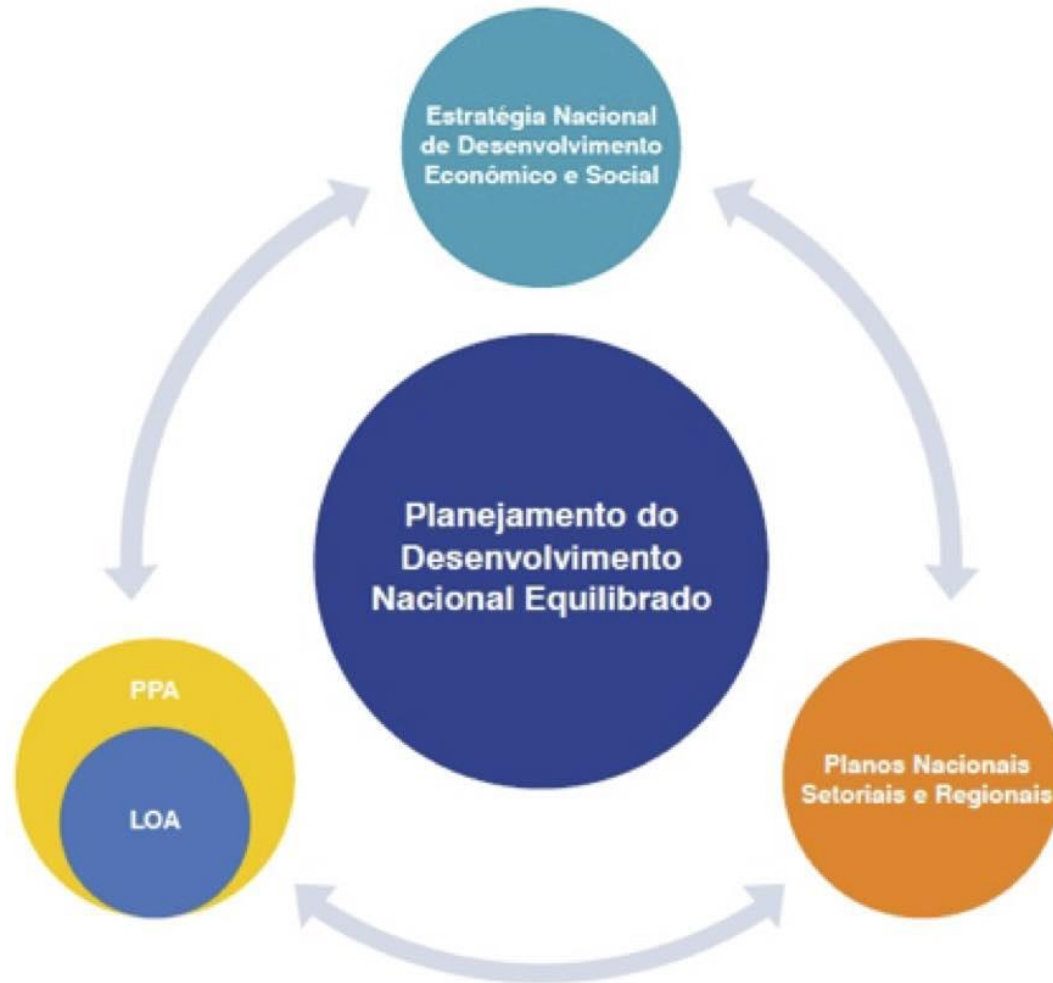 Estratégia Nacional
de Desenvolvimento
Econômico e Social
Planejamento do
Desenvolvimento
Nacional Equilibrado
PPA
LOA
Planos Nacionais
Setoriais e Regionais